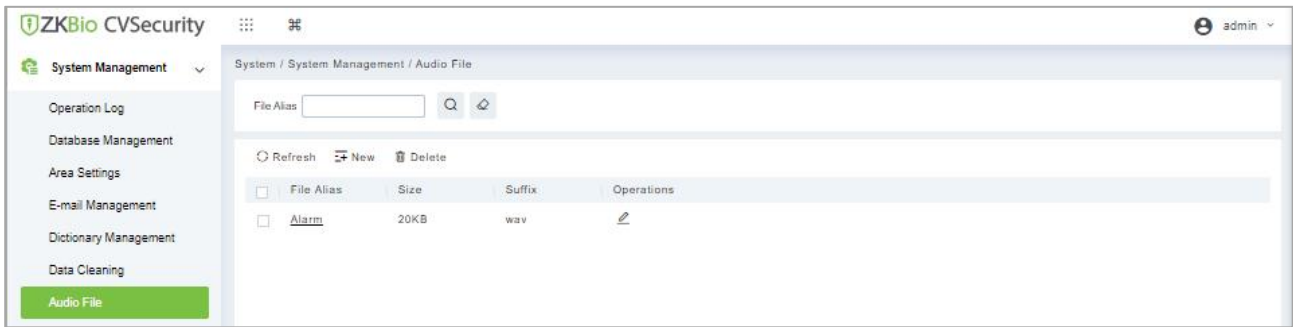 ZKBio CVSecurity
admin
System Management
System / System Management / Audio File
Operation Log
File Alias
Database Management
Refresh New Delete
Area Settings
File Alias Size Suffix Operations
E-mail Management
Alarm 20KB wav
Dictionary Management
Data Cleaning
Audio File